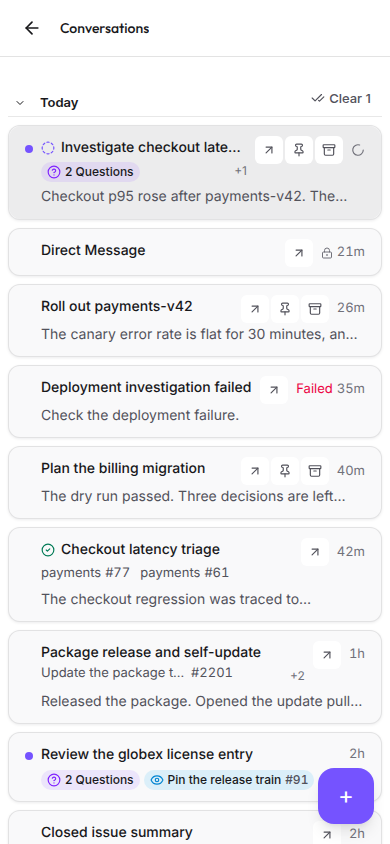 Conversations
Today
Clear 1
Investigate checkout late...
2 Questions
+1
Checkout p95 rose after payments-v42. The...
Direct Message
21m
Roll out payments-v42
26m
The canary error rate is flat for 30 minutes, an...
Deployment investigation failed
Failed 35m
Check the deployment failure.
Plan the billing migration
40m
The dry run passed. Three decisions are left...
Checkout latency triage
42m
payments #77 payments #61
The checkout regression was traced to...
Package release and self-update
1h
Update the package t... #2201
+2
Released the package. Opened the update pull...
Review the globex license entry
2h
2 Questions
Pin the release train #91
Closed issue summary
2h